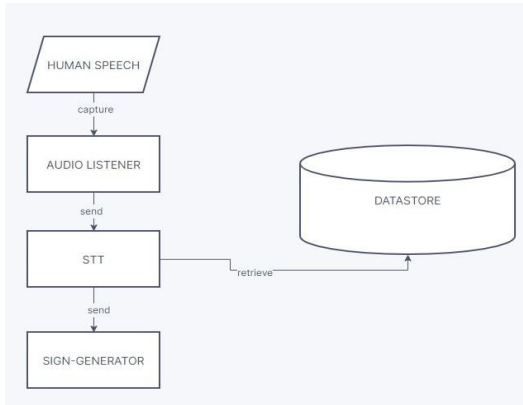 HUMAN SPEECH
capture
AUDIO LISTENER
send
DATASTORE
STT
retrieve
send
SIGN-GENERATOR